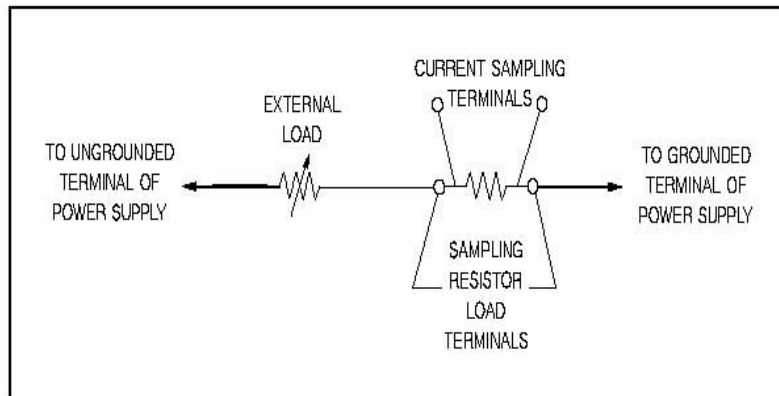 CURRENT SAMPLING
TERMINALS
EXTERNAL
LOAD
TO UNGROUNDED
TERMINAL OF
POWER SUPPLY
TO GROUNDED
TERMINAL OF
POWER SUPPLY
SAMPLING
RESISTOR
LOAD
TERMINALS